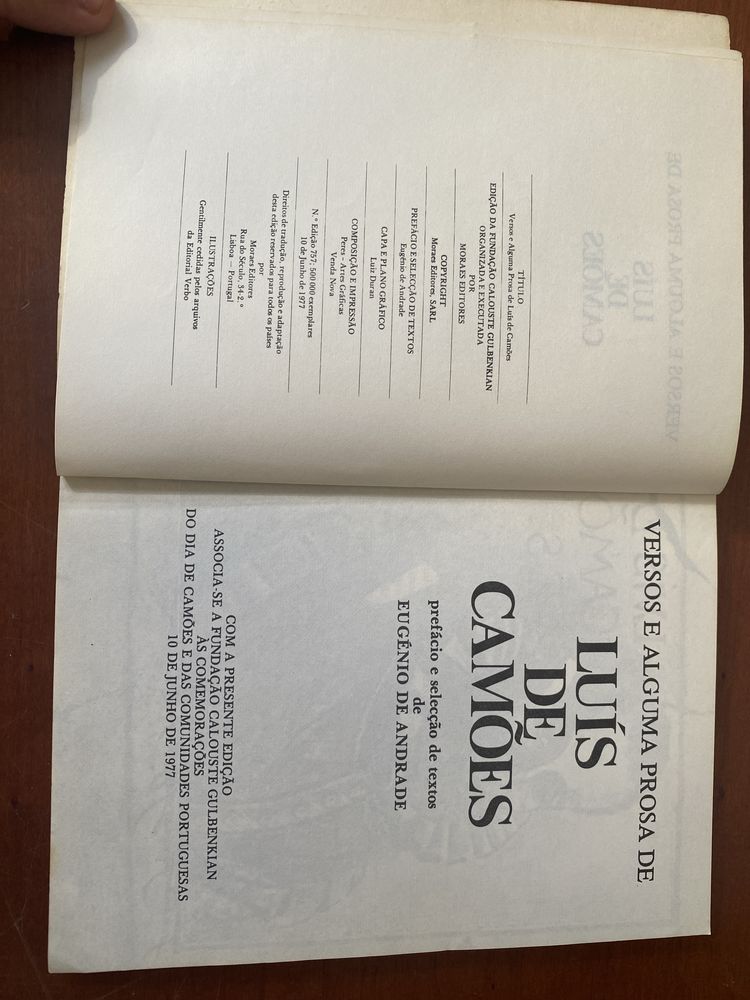 TÍTULO
Versos e Alguma Prosa de Luís de Camões
EDIÇÃO DA FUNDAÇÃO CALOUSTE GULBENKIAN
ORGANIZADA E EXECUTADA
POR
MORAES EDITORES
COPYRIGHT
Moraes Editores, SARL
PREFÁCIO E SELECÇÃO DE TEXTOS
Eugénio de Andrade
CAPA E PLANO GRÁFICO
Luiz Duran
COMPOSIÇÃO E IMPRESSÃO
Peres - Artes Gráficas
Venda Nova
N.º Edição 757; 500 000 exemplares
10 de Junho de 1977
Direitos de tradução, reprodução e adaptação
desta edição reservados para todos os países
por
Moraes Editores
Rua do Século, 34-2.º
Lisboa — Portugal
ILUSTRAÇÕES
Gentilmente cedidas pelos arquivos
da Editorial Verbo
VERSOS E ALGUMA PROSA DE
LUÍS
DE
CAMÕES
prefácio e selecção de textos
de
EUGÉNIO DE ANDRADE
COM A PRESENTE EDIÇÃO
ASSOCIA-SE A FUNDAÇÃO CALOUSTE GULBENKIAN
ÀS COMEMORAÇÕES
DO DIA DE CAMÕES E DAS COMUNIDADES PORTUGUESAS
10 DE JUNHO DE 1977